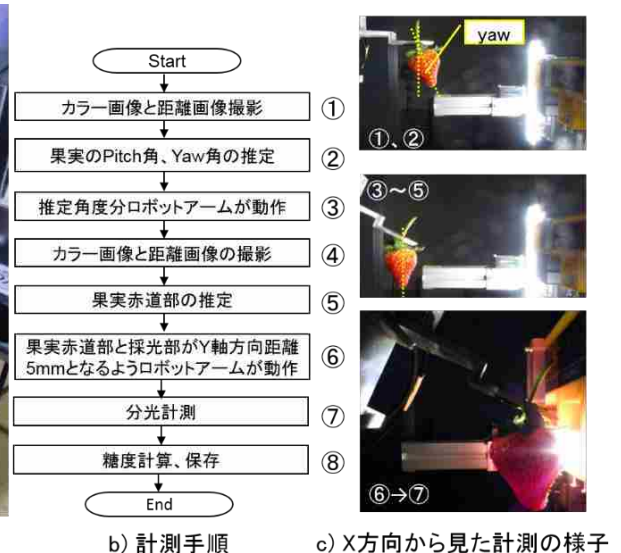 Start
カラー画像と距離画像撮影
①
果実のPitch角、Yaw角の推定
②
推定角度分ロボットアームが動作
③
カラー画像と距離画像の撮影
④
果実赤道部の推定
⑤
果実赤道部と採光部がY軸方向距離
5mmとなるようロボットアームが動作
⑥
分光計測
⑦
糖度計算、保存
⑧
End
b) 計測手順
yaw
①、②
③～⑤
⑥→⑦
c) X方向から見た計測の様子